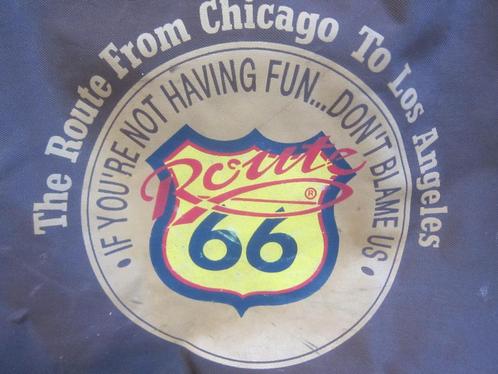 The Route From Chicago To Los Angeles
• IF YOU'RE NOT HAVING FUN...DON'T BLAME US •
Route ®
66